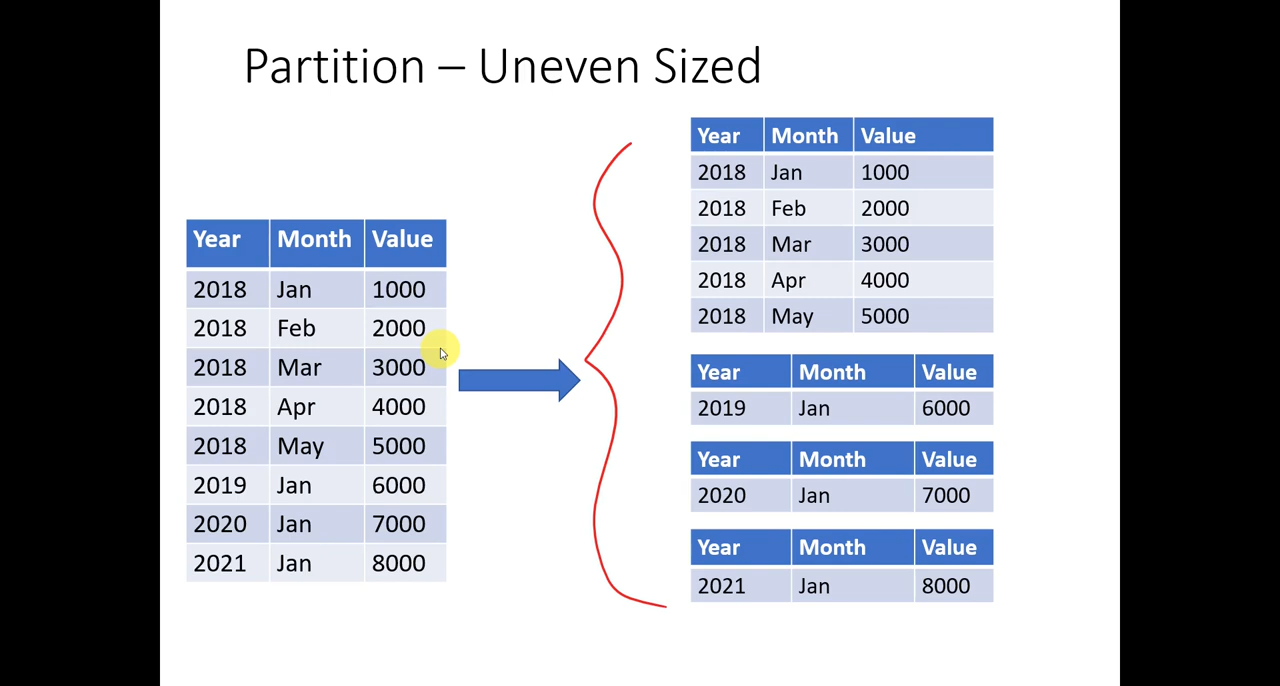 Partition – Uneven Sized
Year Month Value
2018 Jan 1000
2018 Feb 2000
2018 Mar 3000
2018 Apr 4000
2018 May 5000
2019 Jan 6000
2020 Jan 7000
2021 Jan 8000
Year Month Value
2018 Jan 1000
2018 Feb 2000
2018 Mar 3000
2018 Apr 4000
2018 May 5000
Year Month Value
2019 Jan 6000
Year Month Value
2020 Jan 7000
Year Month Value
2021 Jan 8000